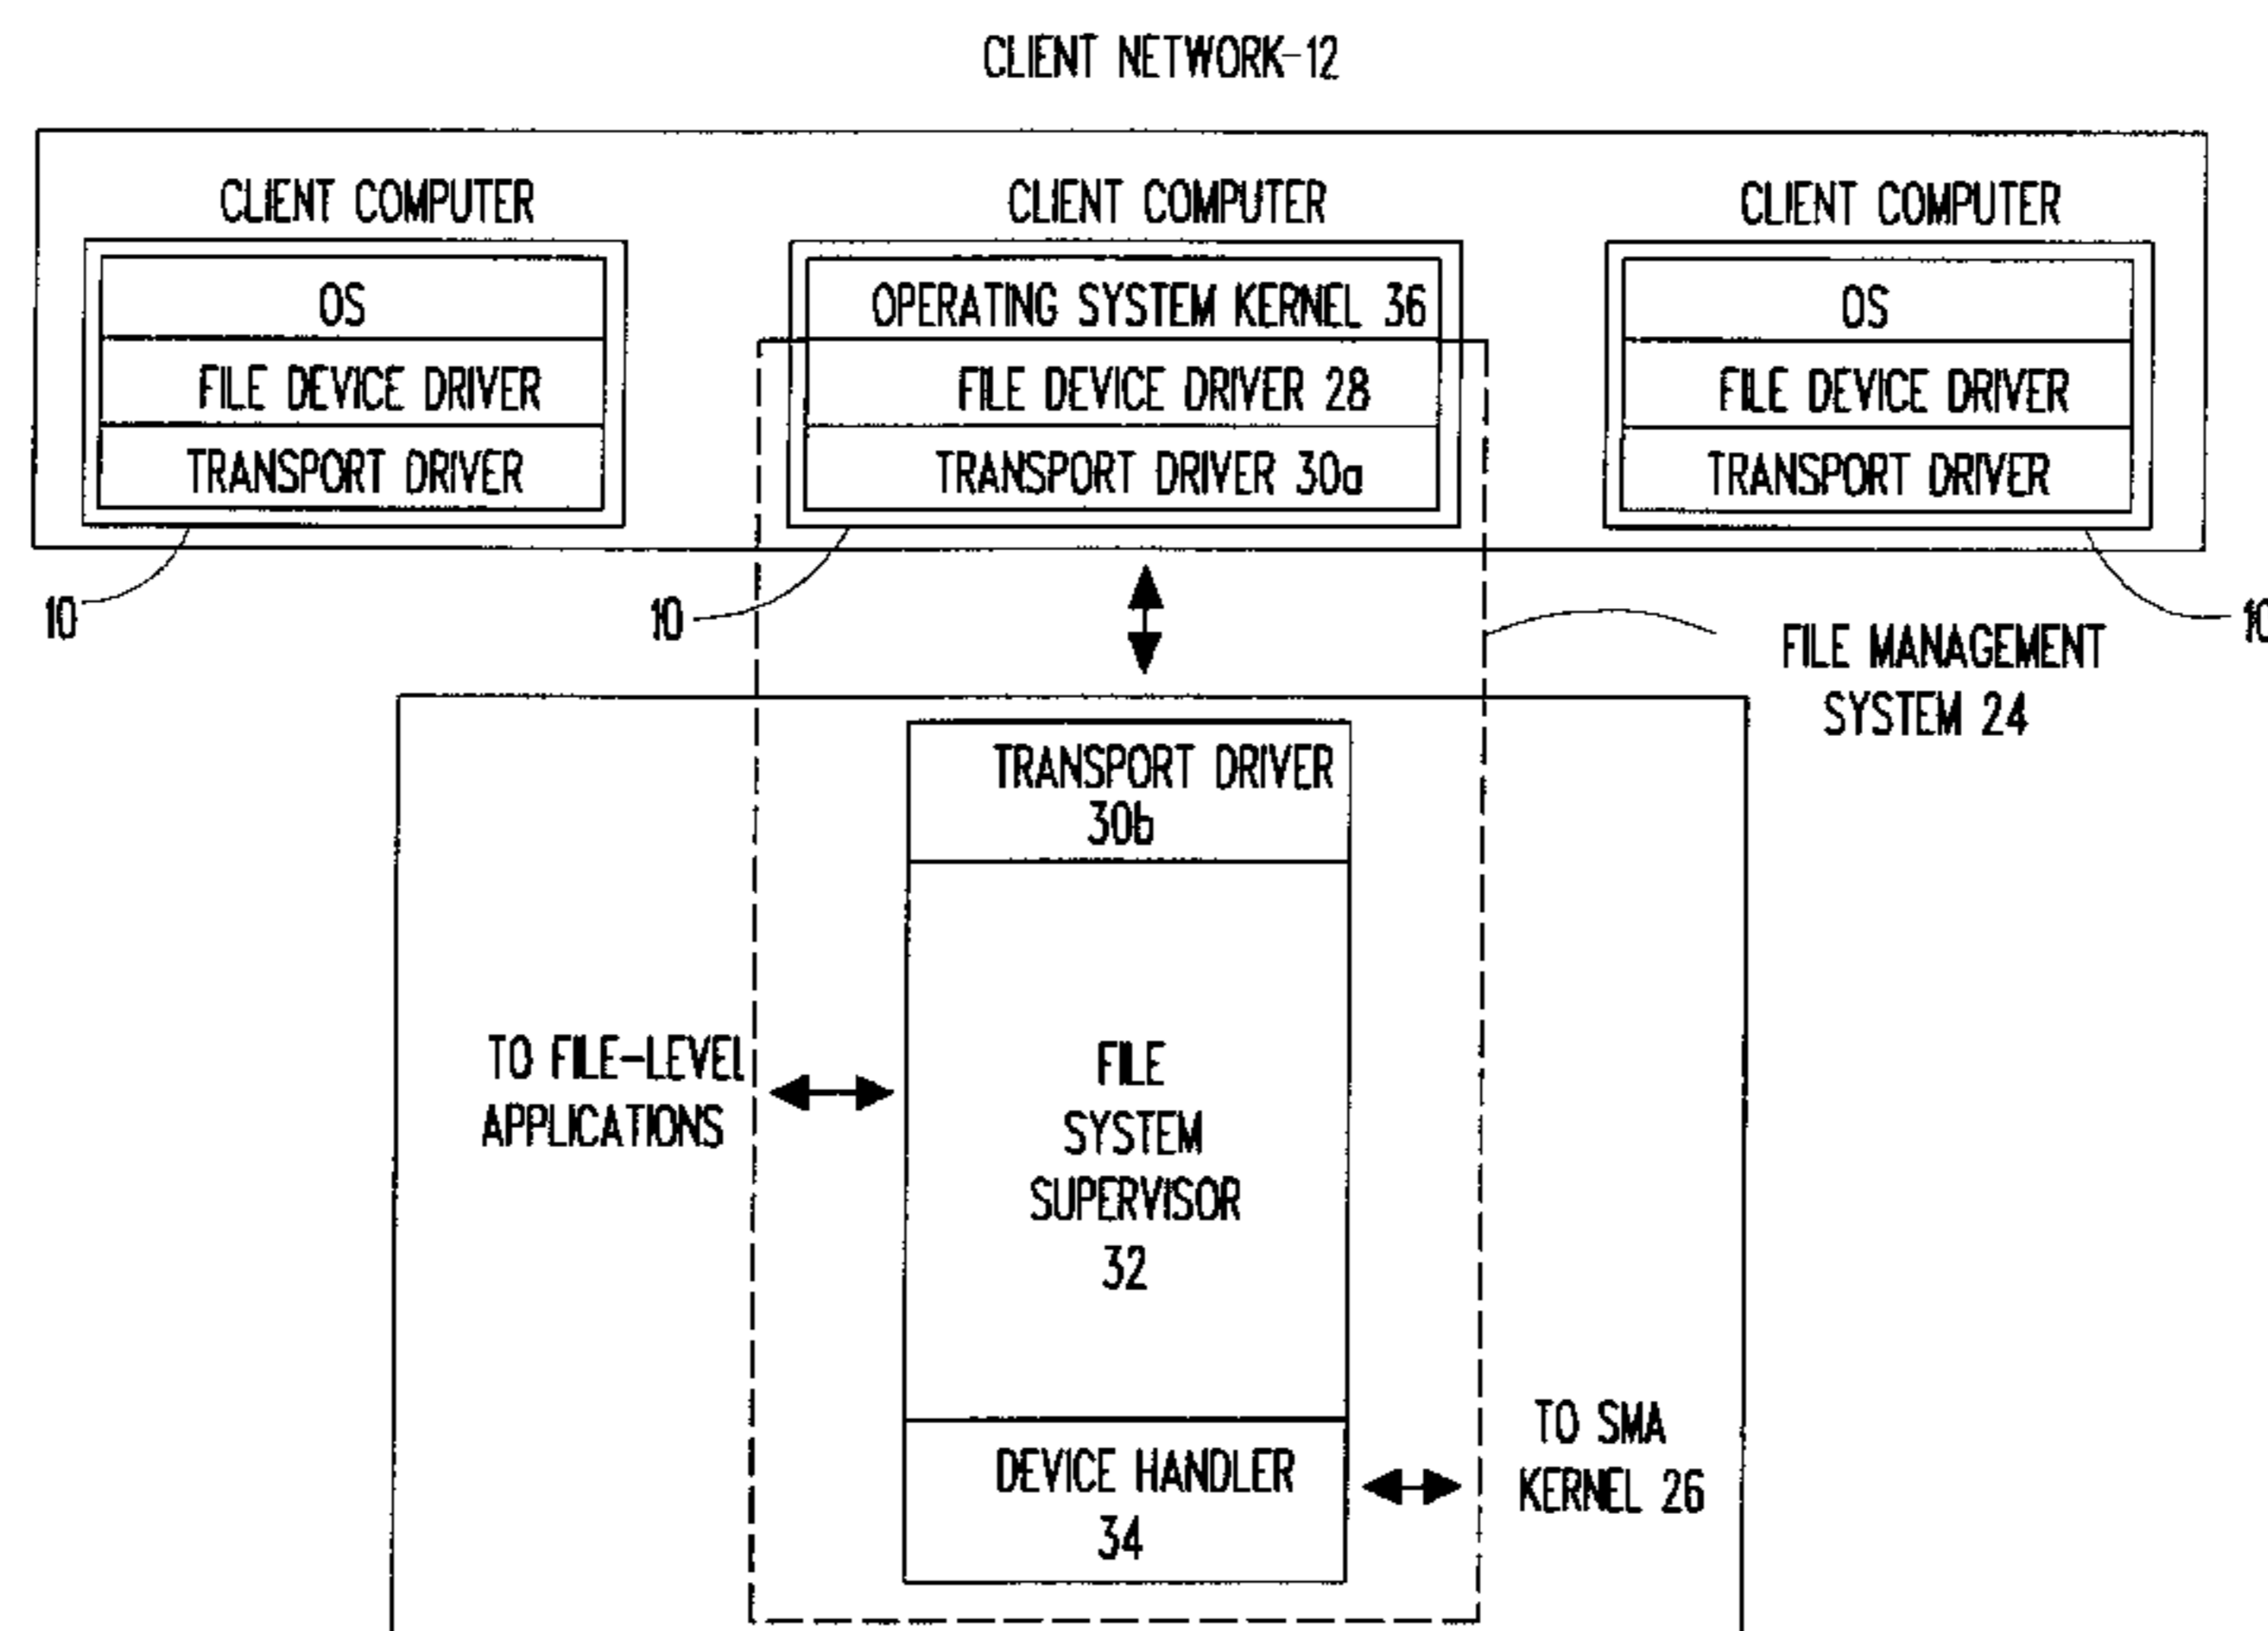 CLIENT NETWORK-12
CLIENT COMPUTER
OS
FILE DEVICE DRIVER
TRANSPORT DRIVER
10
CLIENT COMPUTER
OPERATING SYSTEM KERNEL 36
FILE DEVICE DRIVER 28
TRANSPORT DRIVER 30a
10
CLIENT COMPUTER
OS
FILE DEVICE DRIVER
TRANSPORT DRIVER
10
FILE MANAGEMENT
SYSTEM 24
TRANSPORT DRIVER
30b
TO FILE-LEVEL
APPLICATIONS
FILE
SYSTEM
SUPERVISOR
32
DEVICE HANDLER
34
TO SMA
KERNEL 26